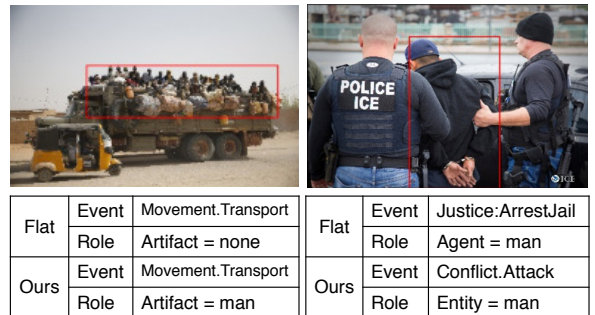 POLICE
ICE
ICE
Flat Event Movement.Transport
Role Artifact = none
Ours Event Movement.Transport
Role Artifact = man
Flat Event Justice:ArrestJail
Role Agent = man
Ours Event Conflict.Attack
Role Entity = man